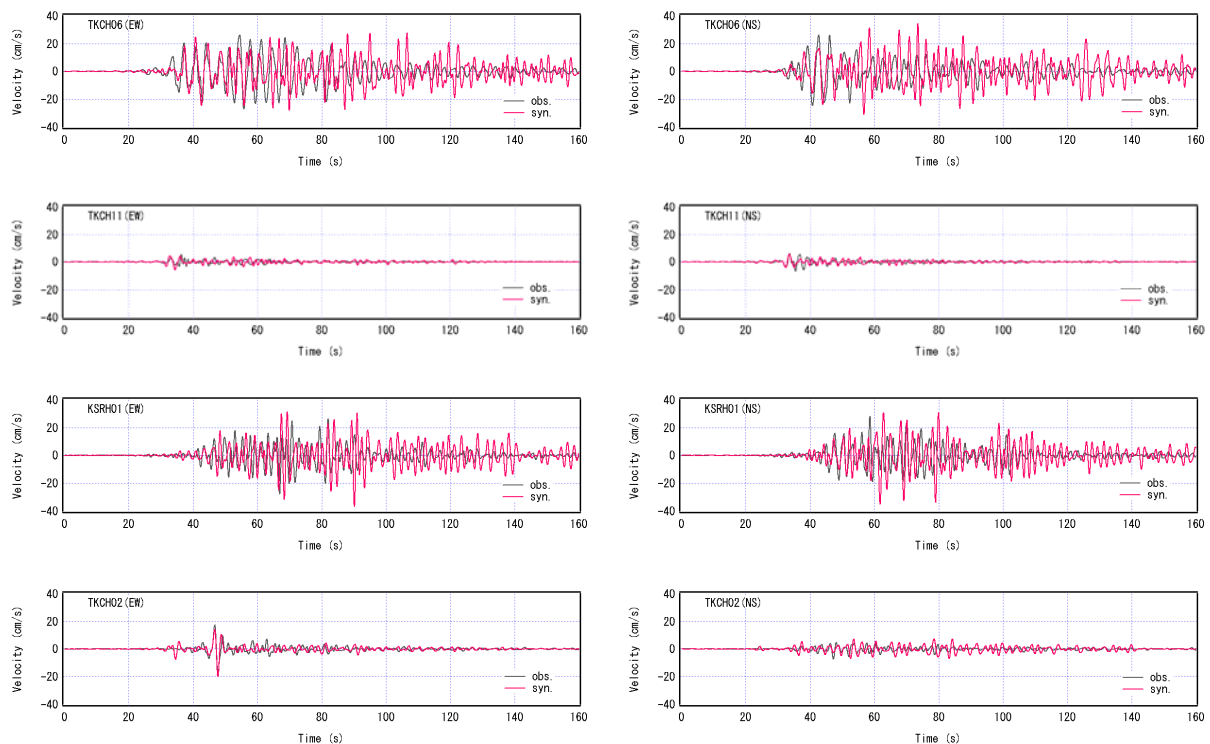 TKCH06(EW)
Velocity (cm/s)
40
20
0
-20
-40
obs.
syn.
0 20 40 60 80 100 120 140 160
Time (s)
TKCH06(NS)
Velocity (cm/s)
40
20
0
-20
-40
obs.
syn.
0 20 40 60 80 100 120 140 160
Time (s)
TKCH11(EW)
Velocity (cm/s)
40
20
0
-20
-40
obs.
syn.
0 20 40 60 80 100 120 140 160
Time (s)
TKCH11(NS)
Velocity (cm/s)
40
20
0
-20
-40
obs.
syn.
0 20 40 60 80 100 120 140 160
Time (s)
KSRH01(EW)
Velocity (cm/s)
40
20
0
-20
-40
obs.
syn.
0 20 40 60 80 100 120 140 160
Time (s)
KSRH01(NS)
Velocity (cm/s)
40
20
0
-20
-40
obs.
syn.
0 20 40 60 80 100 120 140 160
Time (s)
TKCH02(EW)
Velocity (cm/s)
40
20
0
-20
-40
obs.
syn.
0 20 40 60 80 100 120 140 160
Time (s)
TKCH02(NS)
Velocity (cm/s)
40
20
0
-20
-40
obs.
syn.
0 20 40 60 80 100 120 140 160
Time (s)